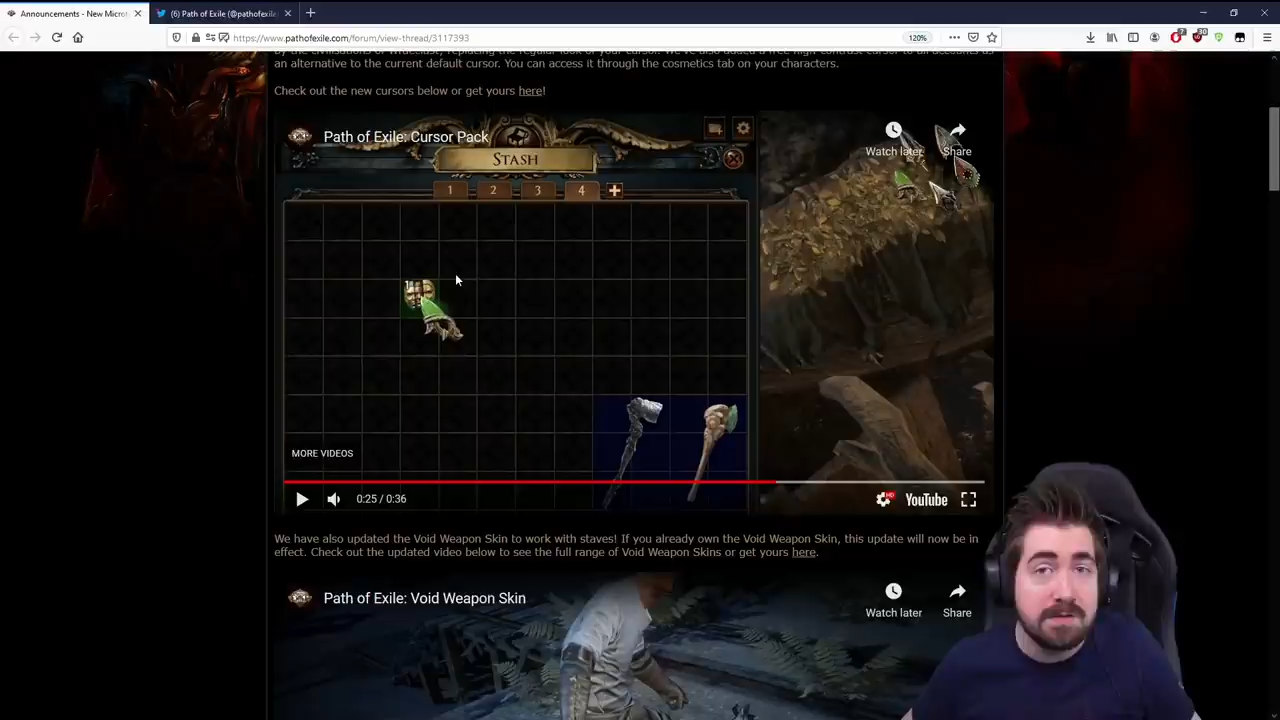 Announcements - New Micro
(6) Path of Exile (@pathofexile
https://www.pathofexile.com/forum/view-thread/3117393
120%
7
30
an alternative to the current default cursor. You can access it through the cosmetics tab on your characters.
Check out the new cursors below or get yours here!
Path of Exile: Cursor Pack
Watch later
Share
STASH
1
2
3
4
MORE VIDEOS
0:25 / 0:36
HD
YouTube
We have also updated the Void Weapon Skin to work with staves! If you already own the Void Weapon Skin, this update will now be in
effect. Check out the updated video below to see the full range of Void Weapon Skins or get yours here.
Path of Exile: Void Weapon Skin
Watch later
Share